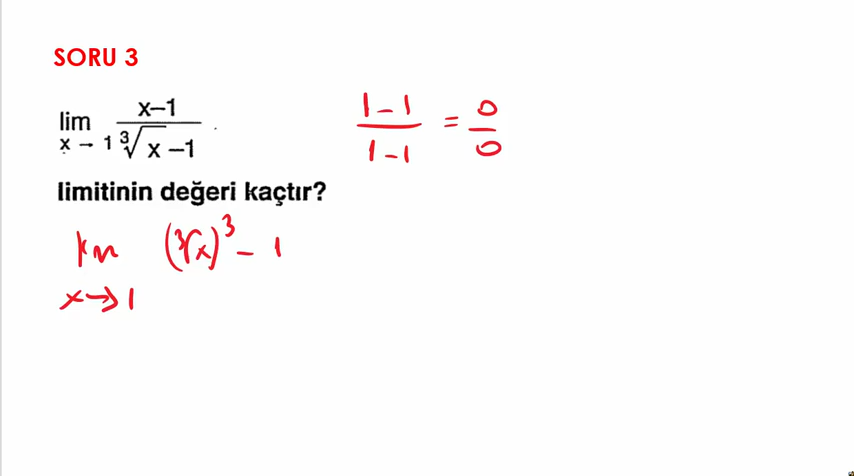 SORU 3
lim x→1 x−1 / ∛x −1
1-1 / 1-1 = 0/0
limitinin değeri kaçtır?
lim (∛x)³ - 1
x→1